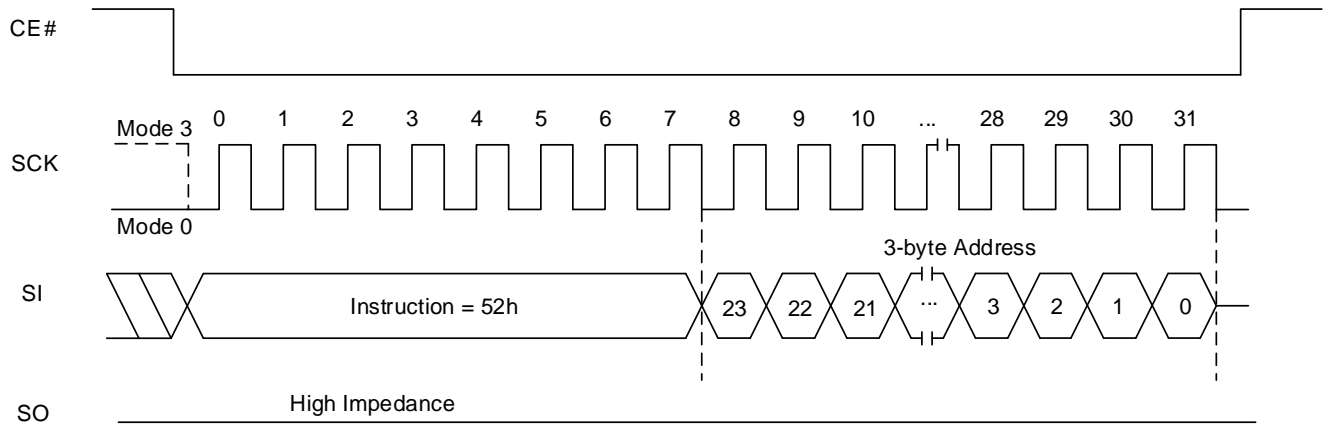 CE#
0 1 2 3 4 5 6 7 8 9 10 ... 28 29 30 31
Mode 3
SCK
Mode 0
3-byte Address
SI
Instruction = 52h
23 22 21 ... 3 2 1 0
High Impedance
SO